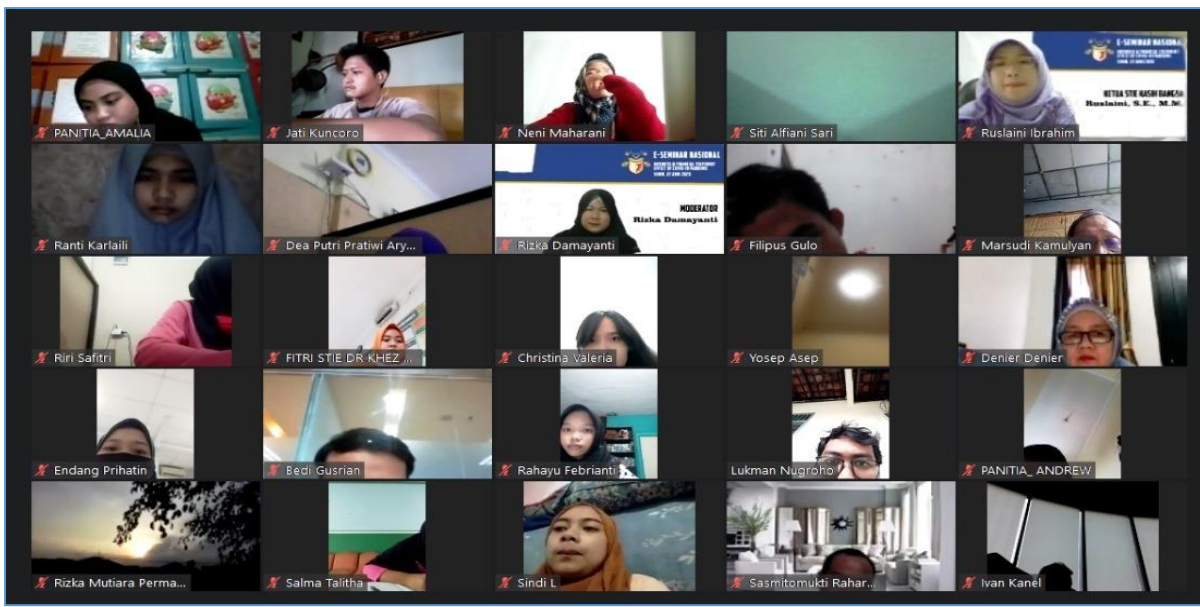 PANITIA_AMALIA
Jati Kuncoro
Neni Maharani
Siti Alfiani Sari
E-SEMINAR NASIONAL
KETUA STIE KASIH BANGSA
Ruslaini, S.E., M.M.
Ruslaini Ibrahim
Ranti Karlaili
Dea Putri Pratiwi Ary...
E-SEMINAR NASIONAL
MODERATOR
Rizka Damayanti
Rizka Damayanti
Filipus Gulo
Marsudi Kamulyan
Riri Safitri
FITRI STIE DR KHEZ ...
Christina Valeria
Yosep Asep
Denier Denier
Endang Prihatin
Bedi Gusrian
Rahayu Febrianti
Lukman Nugroho
PANITIA_ ANDREW
Rizka Mutiara Perma...
Salma Talitha
Sindi L
Sasmitomukti Rahar...
Ivan Kanel